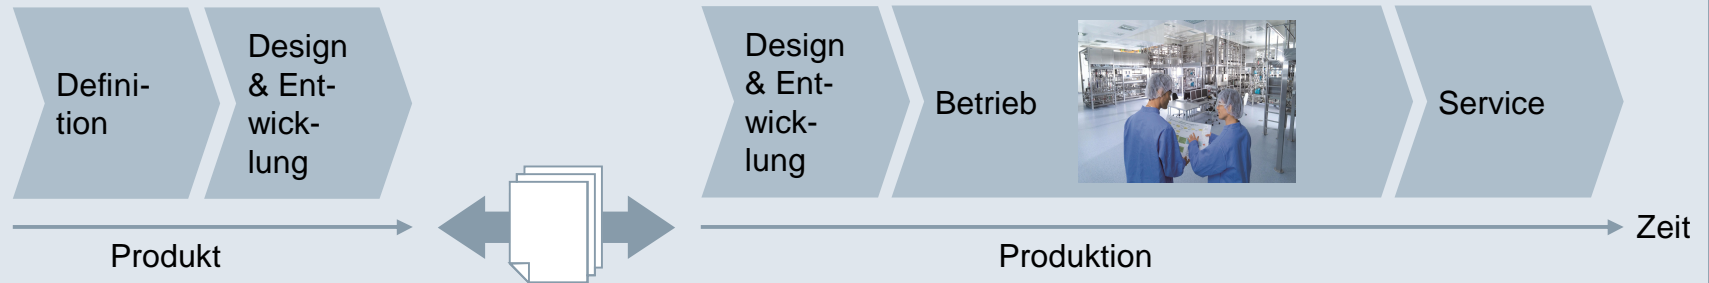 Defini-
tion
Design
& Ent-
wick-
lung
Design
& Ent-
wick-
lung
Betrieb
Service
Produkt
Produktion
Zeit